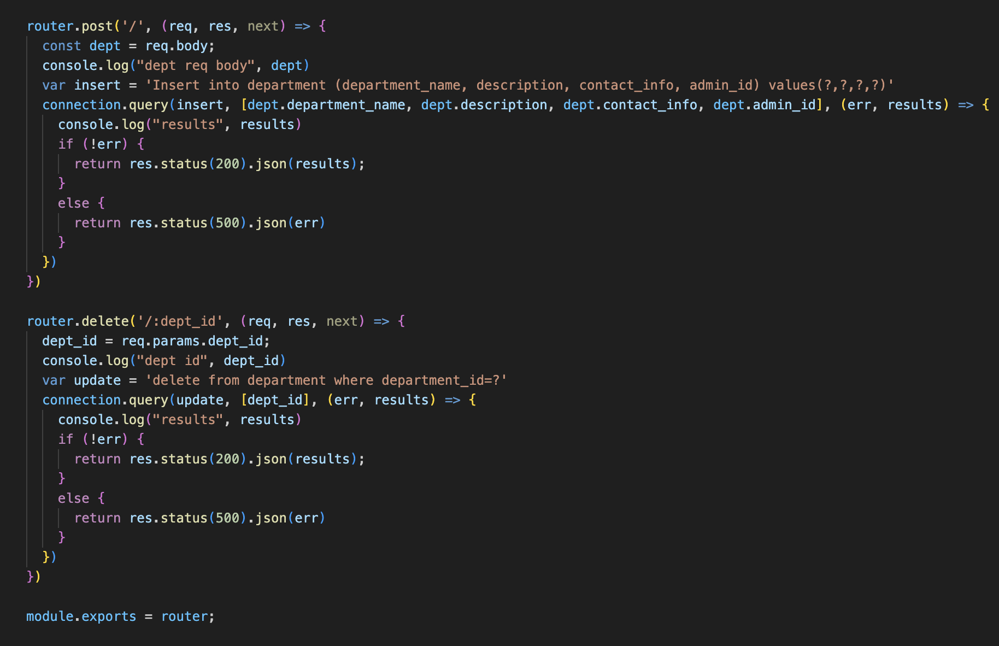 router.post('/', (req, res, next) => {
  const dept = req.body;
  console.log("dept req body", dept)
  var insert = 'Insert into department (department_name, description, contact_info, admin_id) values(?,?,?,?)'
  connection.query(insert, [dept.department_name, dept.description, dept.contact_info, dept.admin_id], (err, results) => {
    console.log("results", results)
    if (!err) {
      return res.status(200).json(results);
    }
    else {
      return res.status(500).json(err)
    }
  })
})

router.delete('/:dept_id', (req, res, next) => {
  dept_id = req.params.dept_id;
  console.log("dept id", dept_id)
  var update = 'delete from department where department_id=?'
  connection.query(update, [dept_id], (err, results) => {
    console.log("results", results)
    if (!err) {
      return res.status(200).json(results);
    }
    else {
      return res.status(500).json(err)
    }
  })
})

module.exports = router;